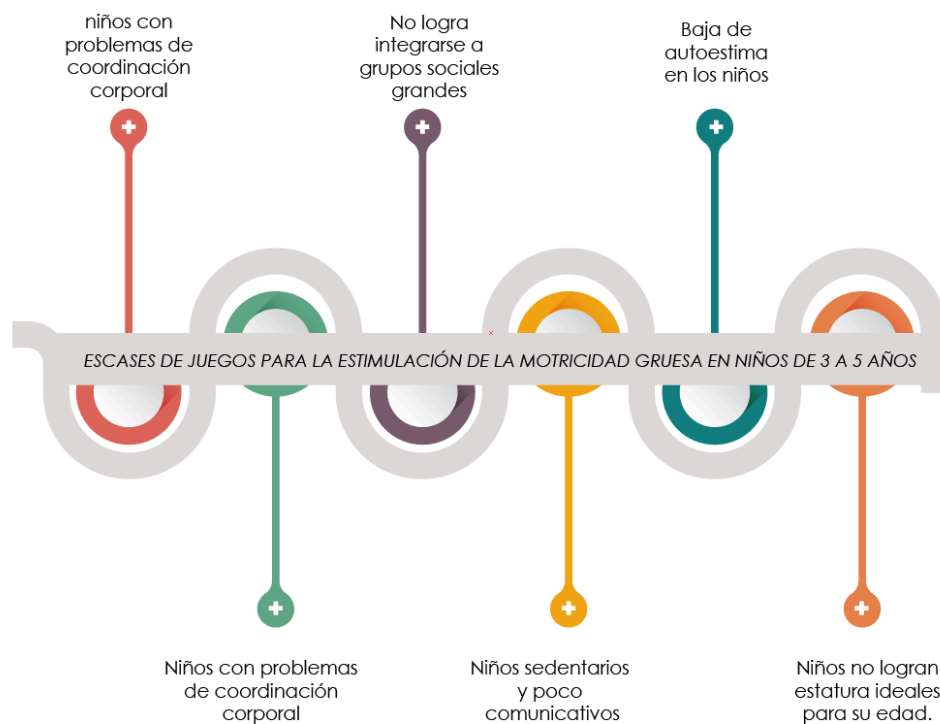 niños con
problemas de
coordinación
corporal
No logra
integrarse a
grupos sociales
grandes
Baja de
autoestima
en los niños
ESCASES DE JUEGOS PARA LA ESTIMULACIÓN DE LA MOTRICIDAD GRUESA EN NIÑOS DE 3 A 5 AÑOS
Niños con problemas
de coordinación
corporal
Niños sedentarios
y poco
comunicativos
Niños no logran
estatura ideales
para su edad.